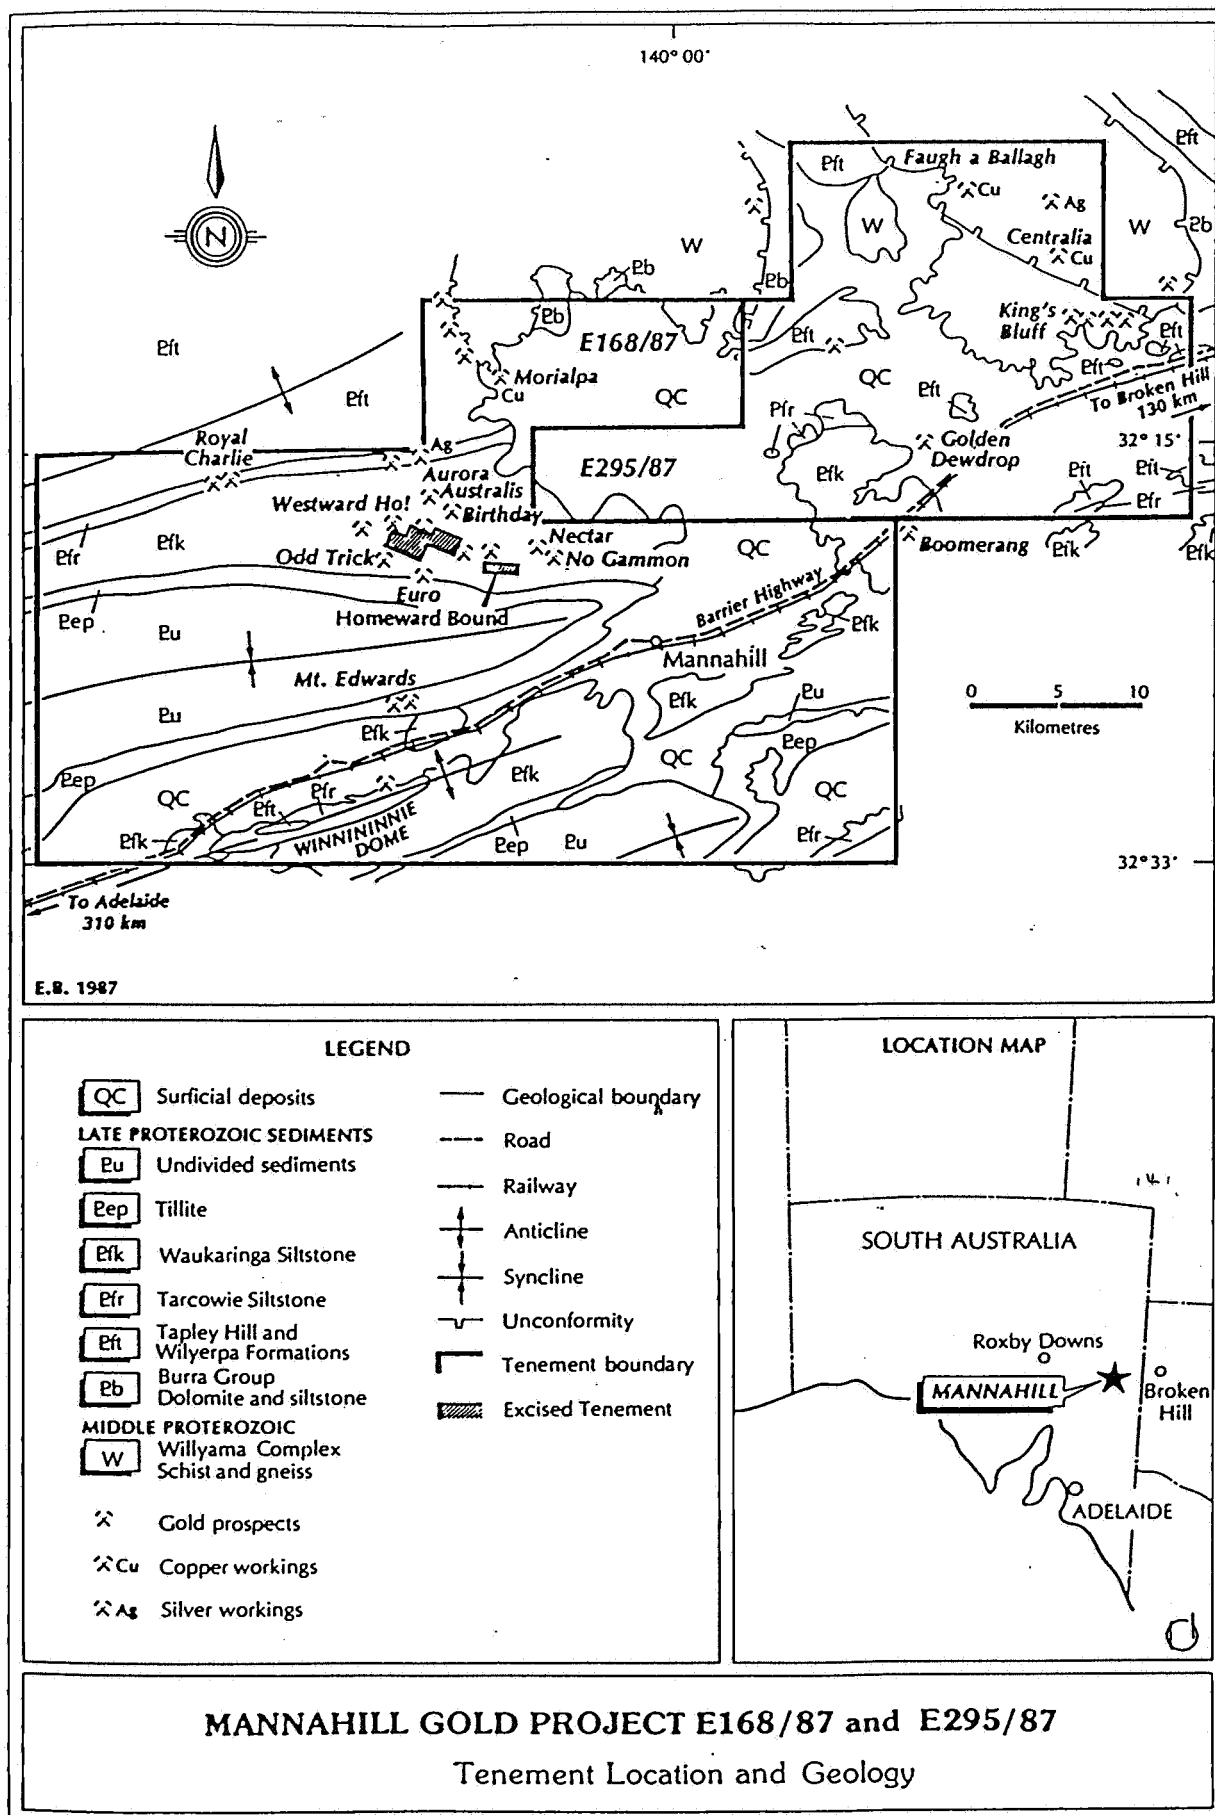 140° 00'
N
Eft
Faugh a Ballagh
Eft
Cu
Ag
W
W
W
Eb
Centralia
Cu
Eb
Eb
Eb
King's
Bluff
Eft
E168/87
Eft
Eft
Eft
Morialpa
Cu
QC
QC
Eft
To Broken Hill
130 km
Eft
Efr
Royal
Charlie
Ag
Golden
Dewdrop
32° 15'
Aurora
Australis
E295/87
Efk
Eft
Eft
Efr
Westward Ho!
Birthday
Efr
Efk
Nectar
QC
Boomerang
Efk
Efk
Odd Trick
No Gammon
Euro
Homeward Bound
Barrier Highway
Eep
Eu
Efk
Mannahill
Mt. Edwards
Efk
Eu
0 5 10
Kilometres
Eu
Efk
Eep
QC
Eep
QC
Efr
Efk
QC
Eft
WINNININNIE
DOME
Efk
Eep
Eu
Efr
32° 33'
To Adelaide
310 km
E.B. 1987
LEGEND
QC Surficial deposits
LATE PROTEROZOIC SEDIMENTS
Eu Undivided sediments
Eep Tillite
Efk Waukaringa Siltstone
Efr Tarcowie Siltstone
Eft Tapley Hill and
Wilyerpa Formations
Eb Burra Group
Dolomite and siltstone
MIDDLE PROTEROZOIC
W Willyama Complex
Schist and gneiss
Gold prospects
Cu Copper workings
Ag Silver workings
Geological boundary
Road
Railway
Anticline
Syncline
Unconformity
Tenement boundary
Excised Tenement
LOCATION MAP
141
SOUTH AUSTRALIA
Roxby Downs
MANNAHILL
Broken
Hill
ADELAIDE
MANNAHILL GOLD PROJECT E168/87 and E295/87
Tenement Location and Geology